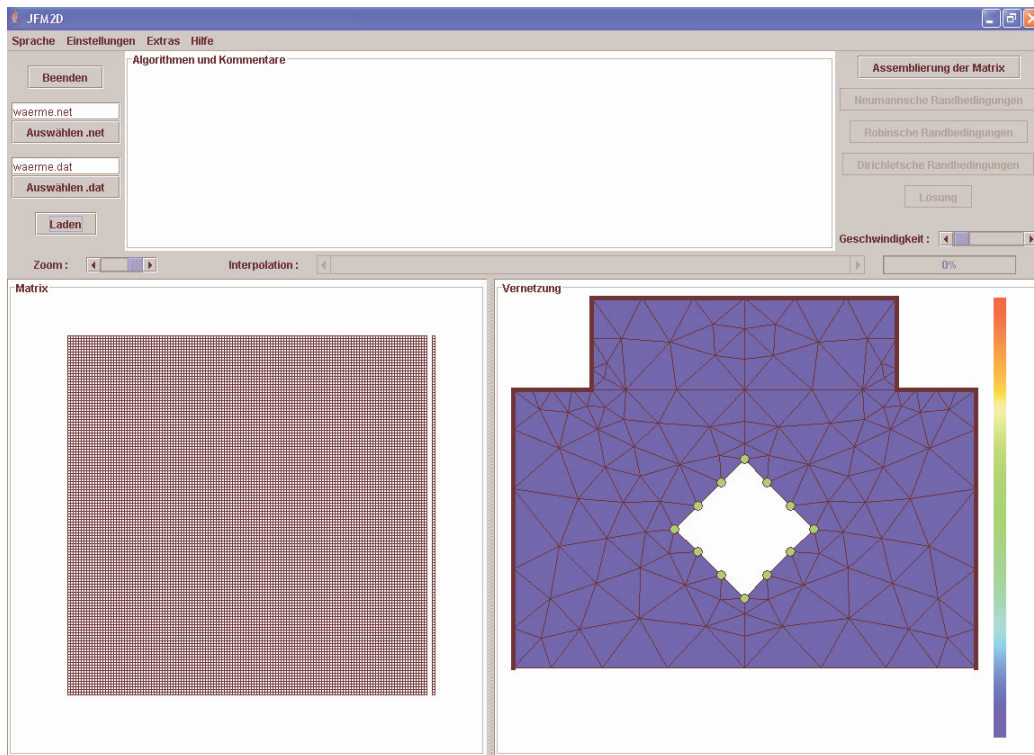 JFM2D
Sprache Einstellungen Extras Hilfe
Beenden
waerme.net
Auswählen .net
waerme.dat
Auswählen .dat
Laden
Algorithmen und Kommentare
Assemblierung der Matrix
Neumannsche Randbedingungen
Robinsche Randbedingungen
Dirichletsche Randbedingungen
Lösung
Geschwindigkeit :
Zoom : Interpolation : 0%
Matrix
Vernetzung